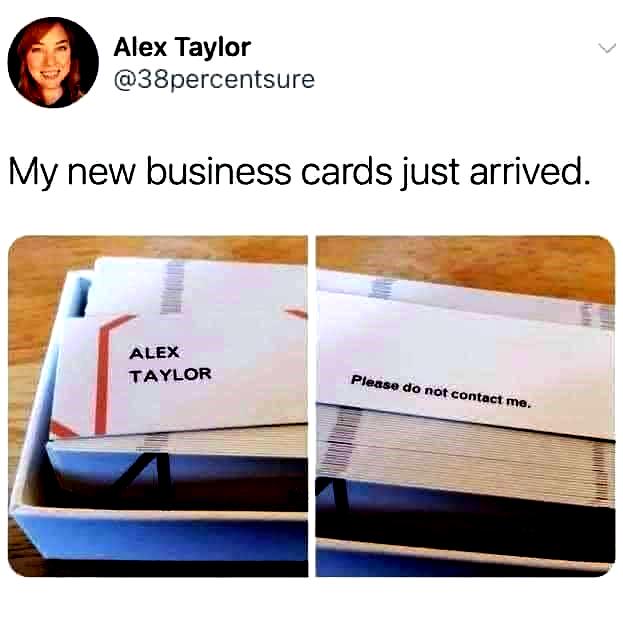 Alex Taylor
@38percentsure
My new business cards just arrived.
ALEX
TAYLOR
Please do not contact me.